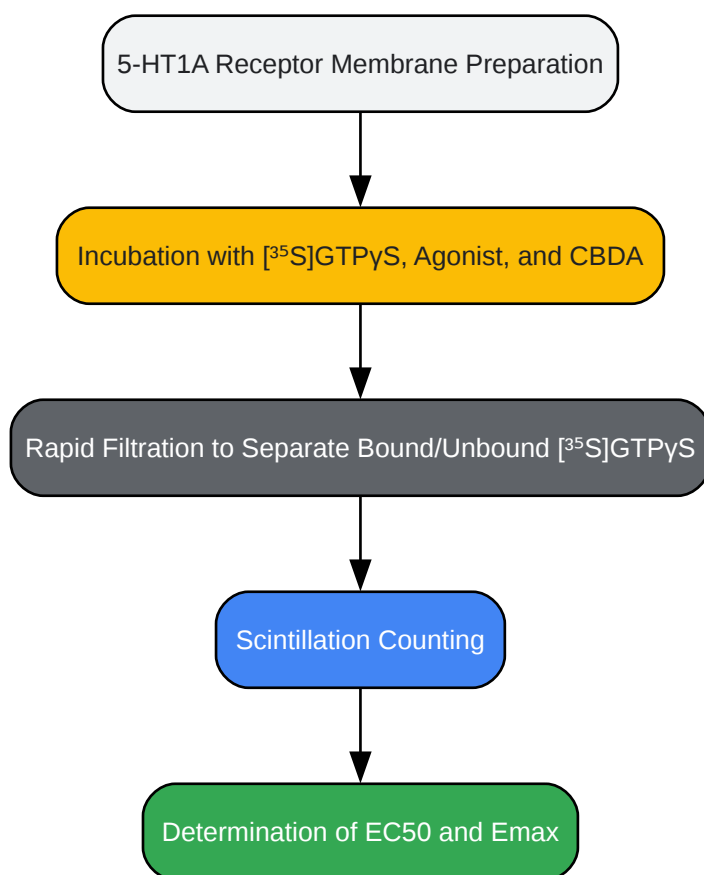 5-HT1A Receptor Membrane Preparation
Incubation with [³⁵S]GTPγS, Agonist, and CBDA
Rapid Filtration to Separate Bound/Unbound [³⁵S]GTPγS
Scintillation Counting
Determination of EC50 and Emax